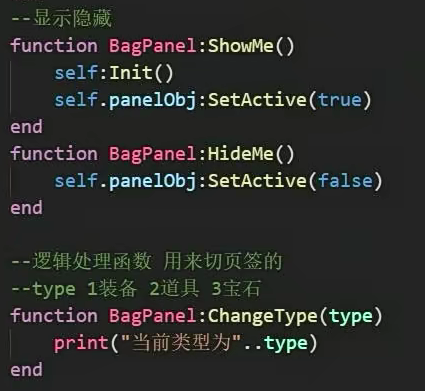 --显示隐藏
function BagPanel:ShowMe()
    self:Init()
    self.panelObj:SetActive(true)
end
function BagPanel:HideMe()
    self.panelObj:SetActive(false)
end

--逻辑处理函数 用来切页签的
--type 1装备 2道具 3宝石
function BagPanel:ChangeType(type)
    print("当前类型为"..type)
end